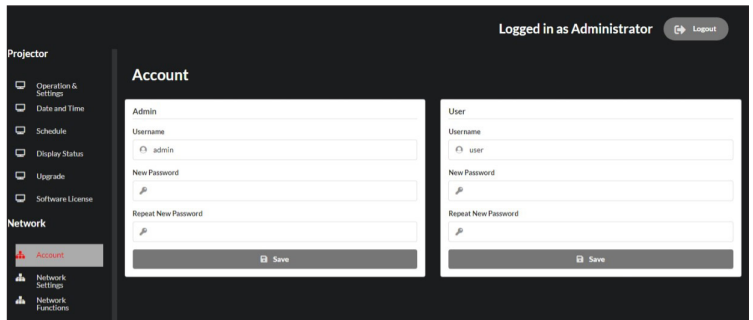 Logged in as Administrator
Logout
Projector
Operation &
Settings
Date and Time
Schedule
Display Status
Upgrade
Software License
Network
Account
Network
Settings
Network
Functions
Account
Admin
Username
admin
New Password
Repeat New Password
Save
User
Username
user
New Password
Repeat New Password
Save